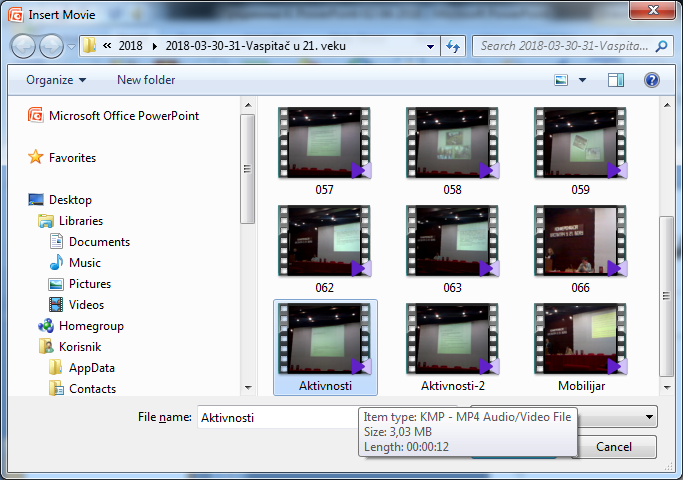 Insert Movie
2018
2018-03-30-31-Vaspitač u 21. veku
Search 2018-03-30-31-Vaspita...
Organize
New folder
Microsoft Office PowerPoint
Favorites
Desktop
Libraries
Documents
Music
Pictures
Videos
Homegroup
Korisnik
AppData
Contacts
057
058
059
062
063
066
Aktivnosti
Aktivnosti-2
Mobilijar
File name:
Aktivnosti
Item type: KMP - MP4 Audio/Video File
Size: 3,03 MB
Length: 00:00:12
Cancel